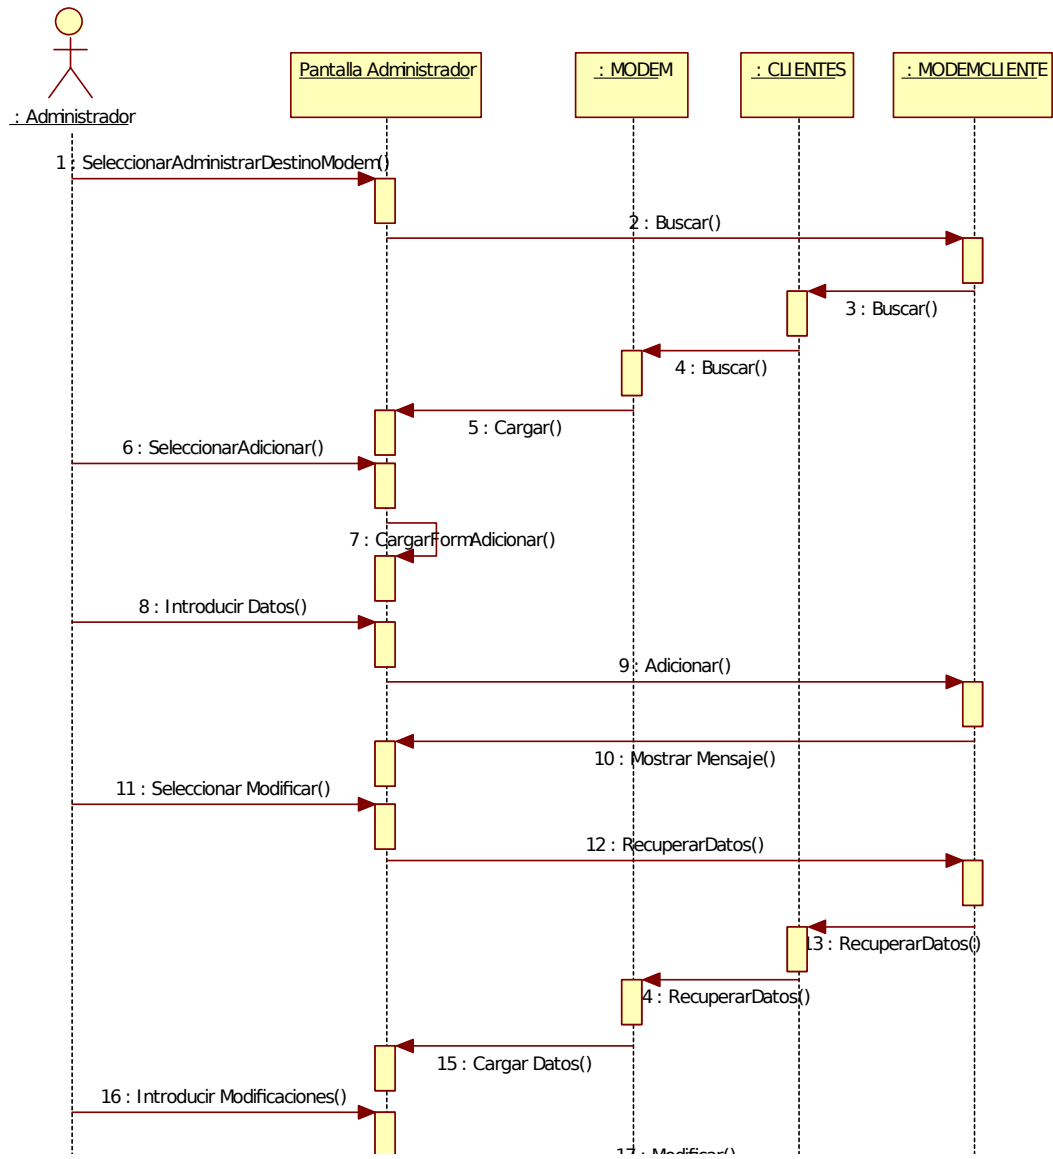 : Administrador
Pantalla Administrador
: MODEM
: CLIENTES
: MODEMCLIENTE
1 : SeleccionarAdministrarDestinoModem()
2 : Buscar()
3 : Buscar()
4 : Buscar()
5 : Cargar()
6 : SeleccionarAdicionar()
7 : CargarFormAdicionar()
8 : Introducir Datos()
9 : Adicionar()
10 : Mostrar Mensaje()
11 : Seleccionar Modificar()
12 : RecuperarDatos()
13 : RecuperarDatos()
4 : RecuperarDatos()
15 : Cargar Datos()
16 : Introducir Modificaciones()
17 : Modificar()